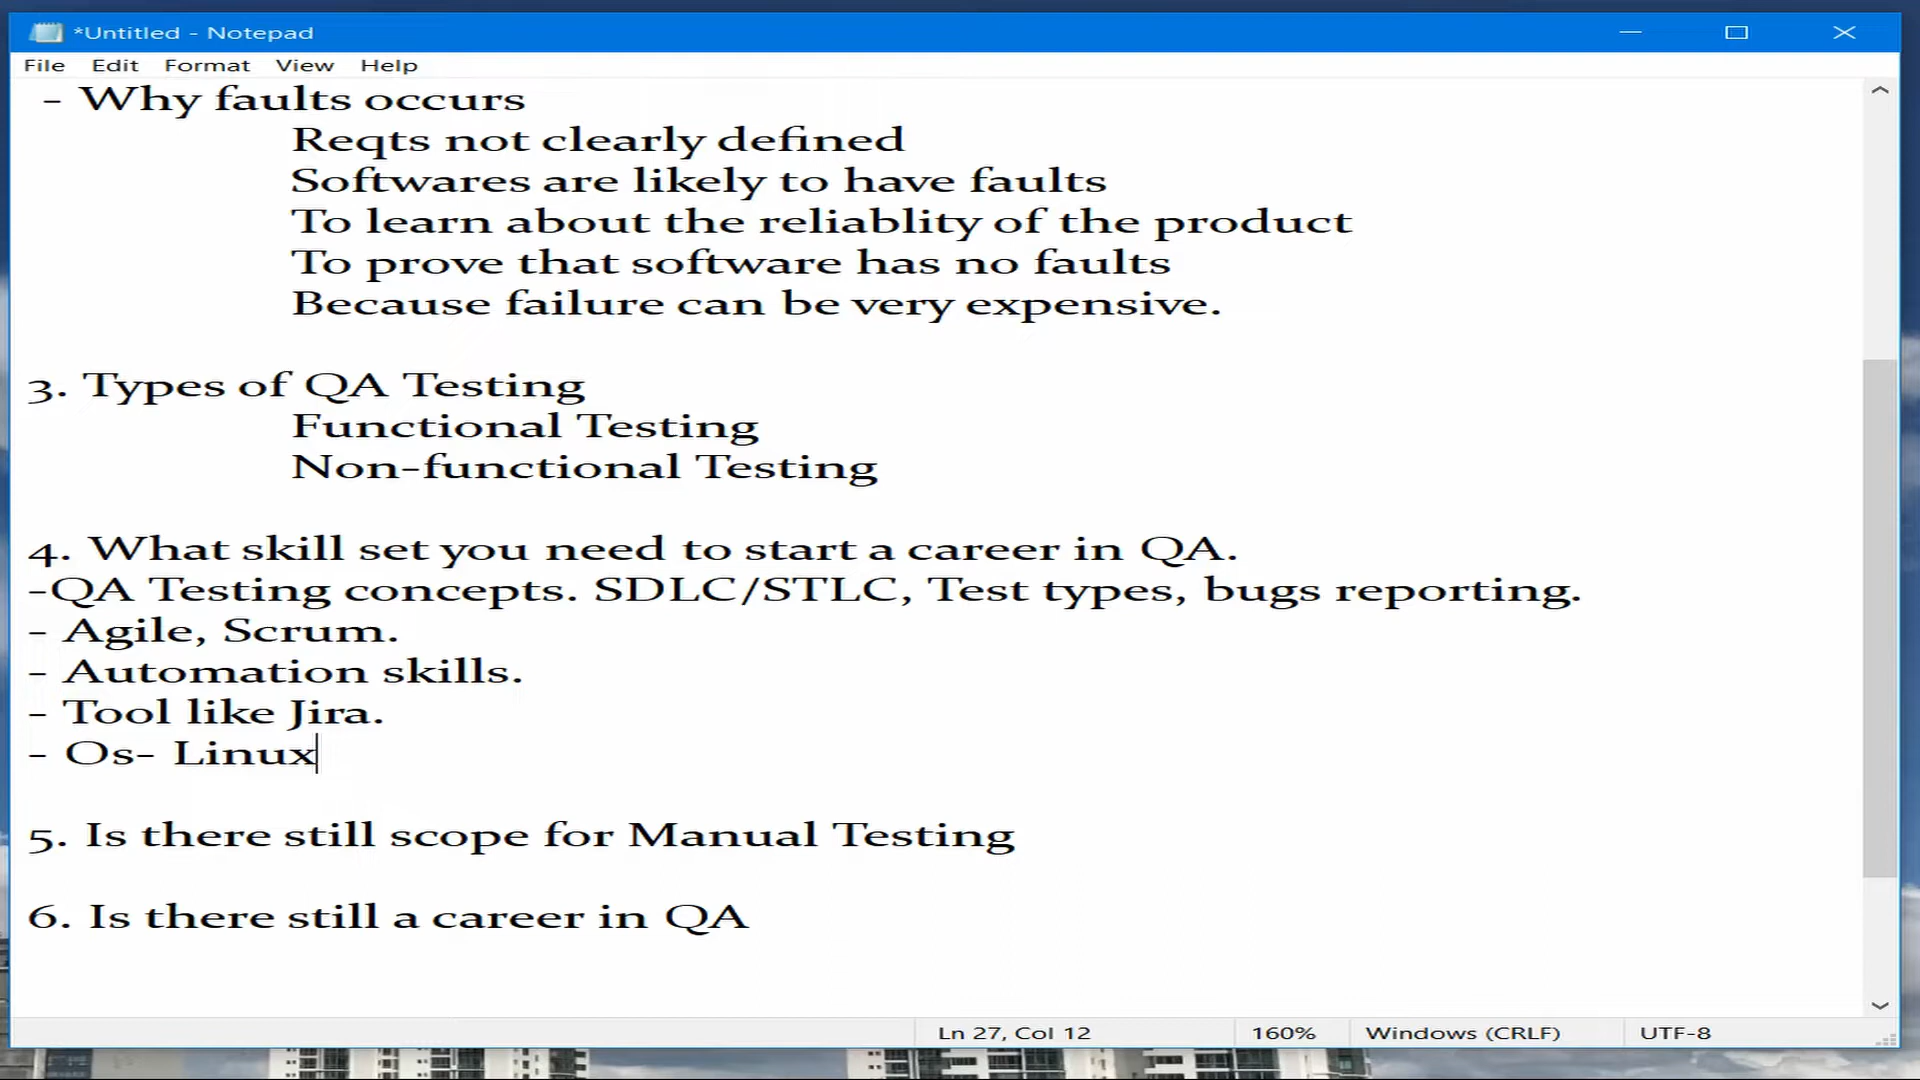 *Untitled - Notepad
File Edit Format View Help
- Why faults occurs
Reqts not clearly defined
Softwares are likely to have faults
To learn about the reliablity of the product
To prove that software has no faults
Because failure can be very expensive.
3. Types of QA Testing
Functional Testing
Non-functional Testing
4. What skill set you need to start a career in QA.
-QA Testing concepts. SDLC/STLC, Test types, bugs reporting.
- Agile, Scrum.
- Automation skills.
- Tool like Jira.
- Os- Linux
5. Is there still scope for Manual Testing
6. Is there still a career in QA
Ln 27, Col 12 160% Windows (CRLF) UTF-8